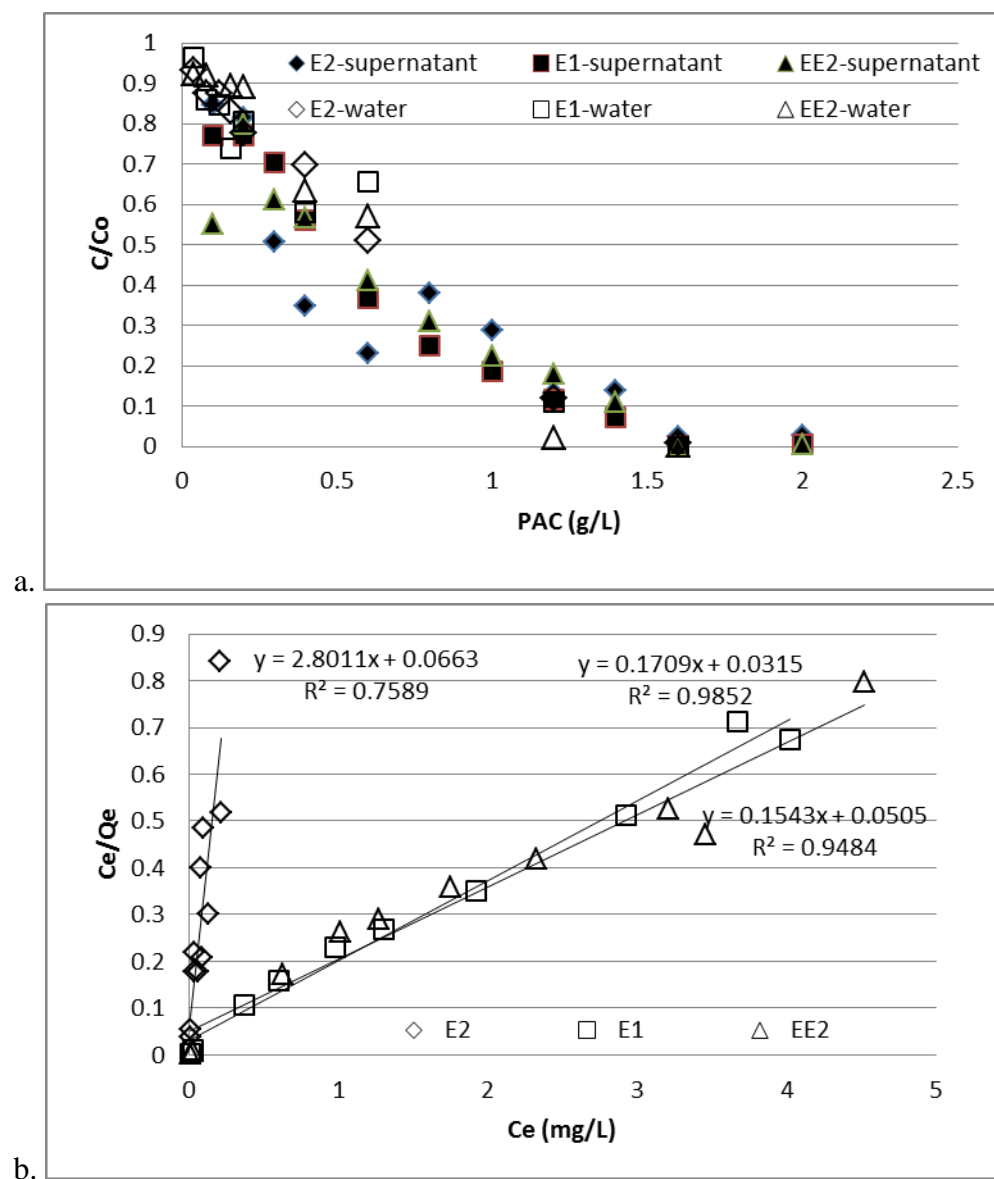 1
0.9
0.8
0.7
0.6
0.5
0.4
0.3
0.2
0.1
0
C/Co
E2-supernatant E1-supernatant EE2-supernatant
E2-water E1-water EE2-water
0 0.5 1 1.5 2 2.5
PAC (g/L)
a.
0.9
0.8
0.7
0.6
0.5
0.4
0.3
0.2
0.1
0
Ce/Qe
y = 2.8011x + 0.0663
R² = 0.7589
y = 0.1709x + 0.0315
R² = 0.9852
y = 0.1543x + 0.0505
R² = 0.9484
E2 E1 EE2
0 1 2 3 4 5
Ce (mg/L)
b.